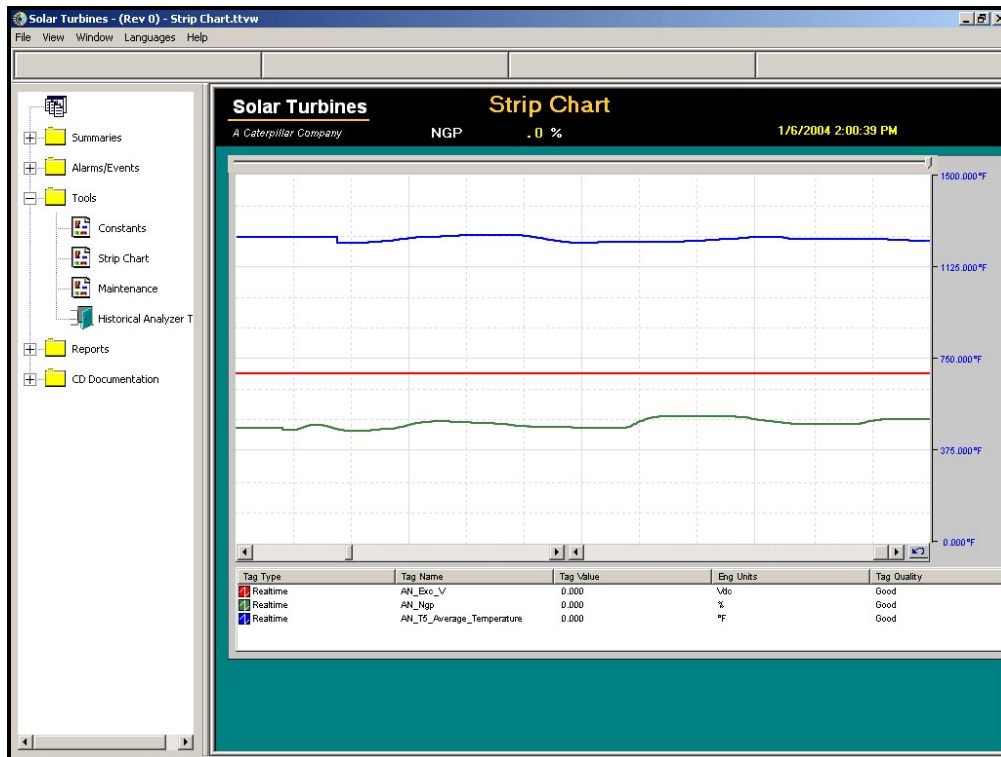 Solar Turbines - (Rev 0) - Strip Chart.ttvw
File View Window Languages Help
Summaries
Alarms/Events
Tools
Constants
Strip Chart
Maintenance
Historical Analyzer T
Reports
CD Documentation
Solar Turbines
Strip Chart
A Caterpillar Company
NGP .0 %
1/6/2004 2:00:39 PM
1500.000°F
1125.000°F
750.000°F
375.000°F
0.000°F
Tag Type Tag Name Tag Value Eng Units Tag Quality
Realtime AN_Exc_V 0.000 Vdc Good
Realtime AN_Ngp 0.000 % Good
Realtime AN_T5_Average_Temperature 0.000 °F Good